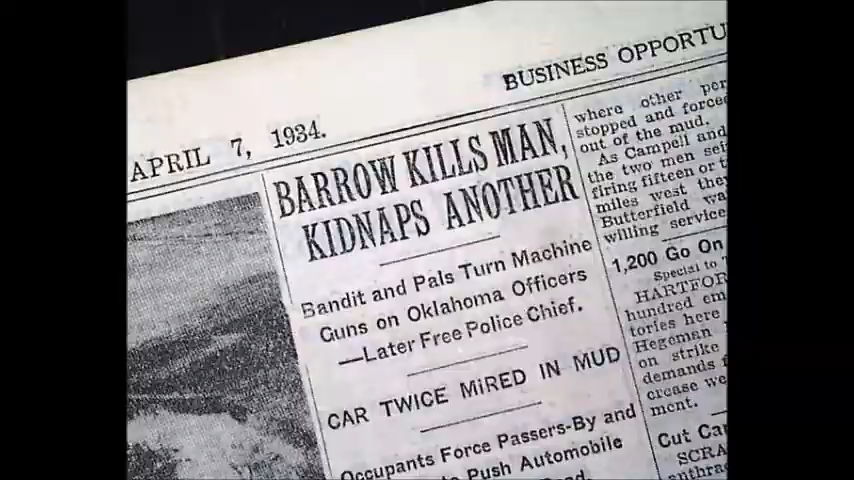 BUSINESS OPPORTU
APRIL 7, 1934.
BARROW KILLS MAN,
KIDNAPS ANOTHER
Bandit and Pals Turn Machine
Guns on Oklahoma Officers
—Later Free Police Chief.
CAR TWICE MiRED IN MUD
Occupants Force Passers-By and
Push Automobile
where other per
stopped and forced
out of the mud.
As Campell and
the two men sei
firing fifteen or t
miles west they
Butterfield wa
willing service
1,200 Go On
Special to
HARTFOR
hundred em
tories here
Hegeman
on strike
demands f
crease we
ment.
Cut Car
SCRA
anthrac